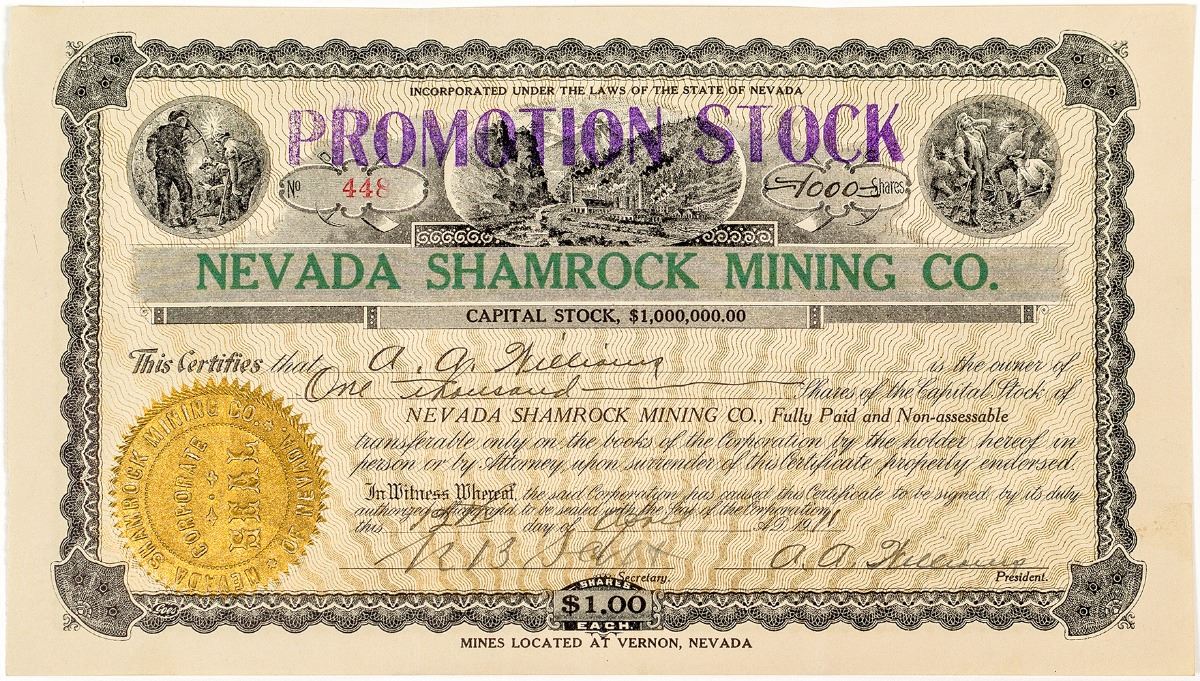 INCORPORATED UNDER THE LAWS OF THE STATE OF NEVADA
PROMOTION STOCK
No 448
1000 Shares
NEVADA SHAMROCK MINING CO.
CAPITAL STOCK, $1,000,000.00
This Certifies that A. A. Williams is the owner of
One thousand Shares of the Capital Stock of
NEVADA SHAMROCK MINING CO., Fully Paid and Non-assessable
transferable only on the books of the Corporation by the holder hereof in
person or by Attorney upon surrender of this Certificate properly endorsed.
In Witness Whereof, the said Corporation has caused this Certificate to be signed by its duty
authorized officers and to be sealed with the Seal of the Corporation
this 12th day of A.D. 1911
NEVADA SHAMROCK MINING CO. NEVADA
CORPORATE
SEAL
Secretary.
A. A. Williams
President.
SHARES
$1.00
EACH.
MINES LOCATED AT VERNON, NEVADA